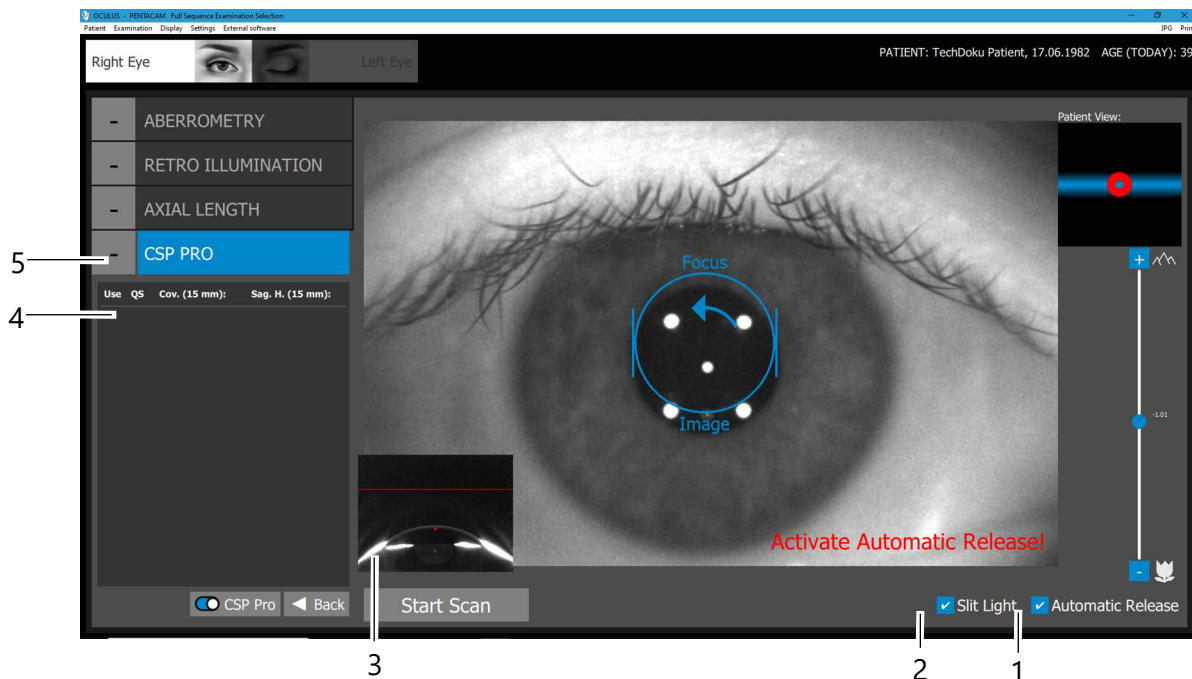 OCULUS - PENTACAM Full Sequence Examination Selection
Patient Examination Display Settings External software
JPG Prin
Right Eye
Left Eye
PATIENT: TechDoku Patient, 17.06.1982 AGE (TODAY): 39
- ABERROMETRY
- RETRO ILLUMINATION
- AXIAL LENGTH
- CSP PRO
5
Use QS Cov. (15 mm): Sag. H. (15 mm):
4
Focus
Image
Patient View:
+
-1.01
-
Activate Automatic Release!
CSP Pro
Back
Start Scan
Slit Light
Automatic Release
3
2
1